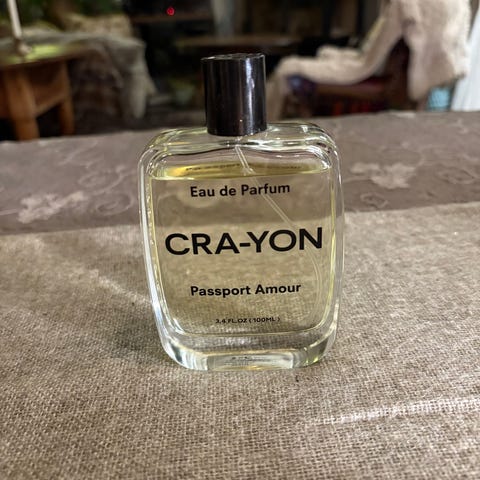 Eau de Parfum
CRA-YON
Passport Amour
3.4 FL.OZ ( 100ML )